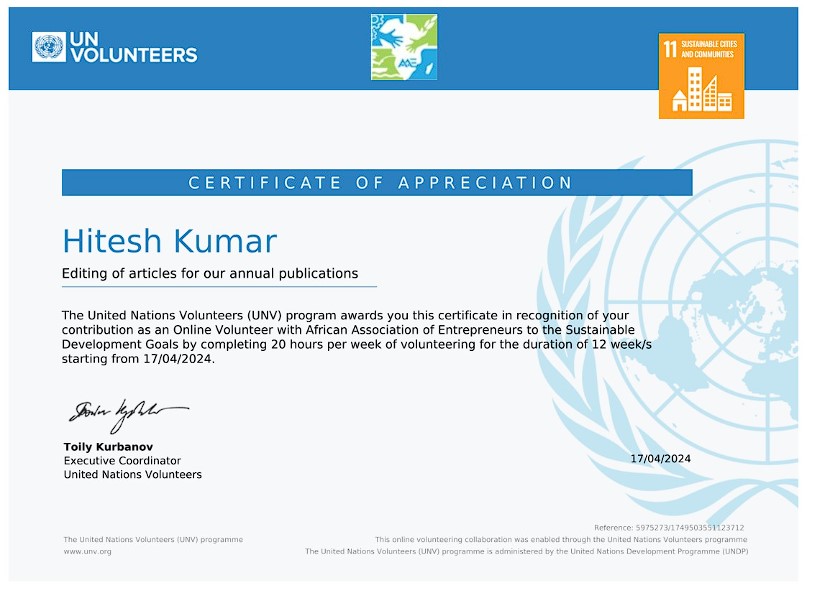 UN
VOLUNTEERS
AAE
11 SUSTAINABLE CITIES
AND COMMUNITIES
CERTIFICATE OF APPRECIATION
Hitesh Kumar
Editing of articles for our annual publications
The United Nations Volunteers (UNV) program awards you this certificate in recognition of your
contribution as an Online Volunteer with African Association of Entrepreneurs to the Sustainable
Development Goals by completing 20 hours per week of volunteering for the duration of 12 week/s
starting from 17/04/2024.
Toily Kurbanov
Executive Coordinator
United Nations Volunteers
17/04/2024
Reference: 5975273/1749503551123712
The United Nations Volunteers (UNV) programme
This online volunteering collaboration was enabled through the United Nations Volunteers programme
www.unv.org
The United Nations Volunteers (UNV) programme is administered by the United Nations Development Programme (UNDP)